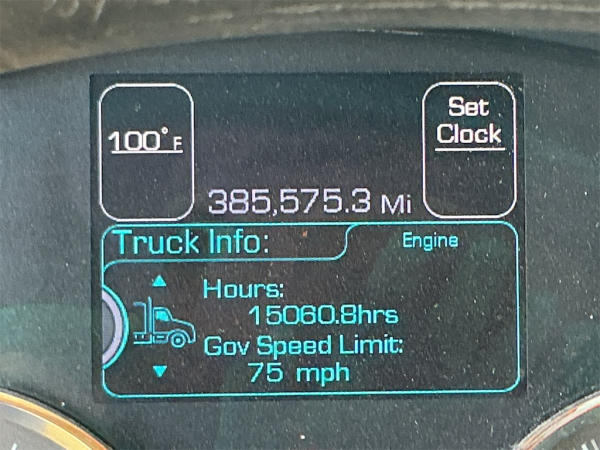 100°F
Set
Clock
385,575.3 Mi
Truck Info:
Engine
Hours:
15060.8hrs
Gov Speed Limit:
75 mph